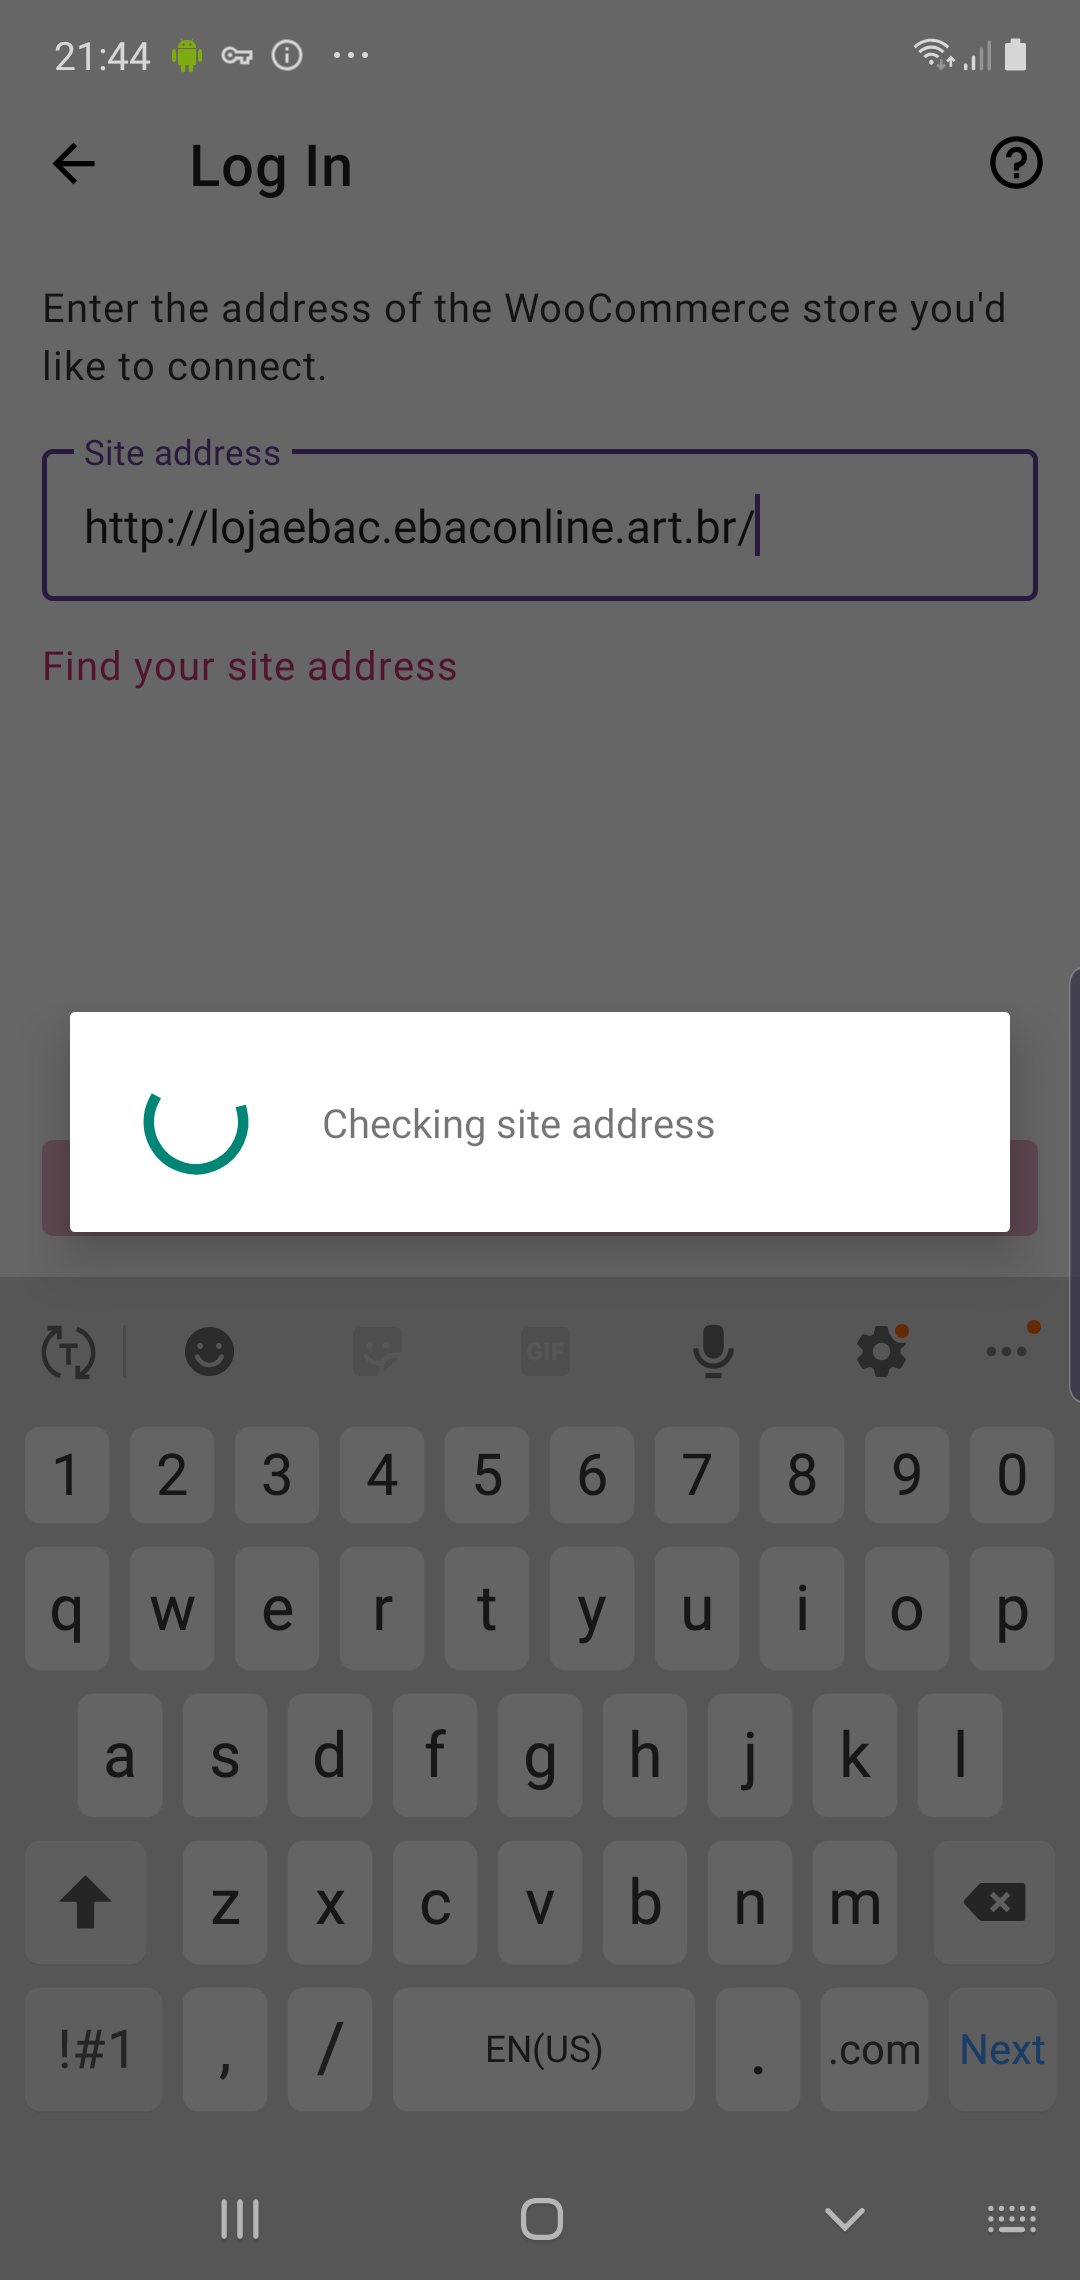 21:44
Log In
Enter the address of the WooCommerce store you'd
like to connect.
Site address
http://lojaebac.ebaconline.art.br/
Find your site address
Checking site address
T
GIF
1 2 3 4 5 6 7 8 9 0
q w e r t y u i o p
a s d f g h j k l
z x c v b n m
!#1 , / EN(US) . .com Next